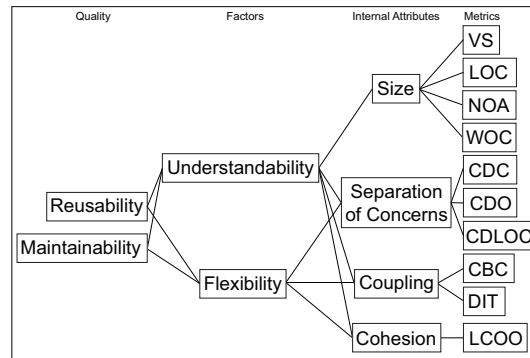 Quality Factors Internal Attributes Metrics
VS
LOC
Size
NOA
WOC
Understandability
CDC
Separation
of Concerns
CDO
Reusability
CDLOC
Maintainability
CBC
Flexibility
Coupling
DIT
Cohesion
LCOO